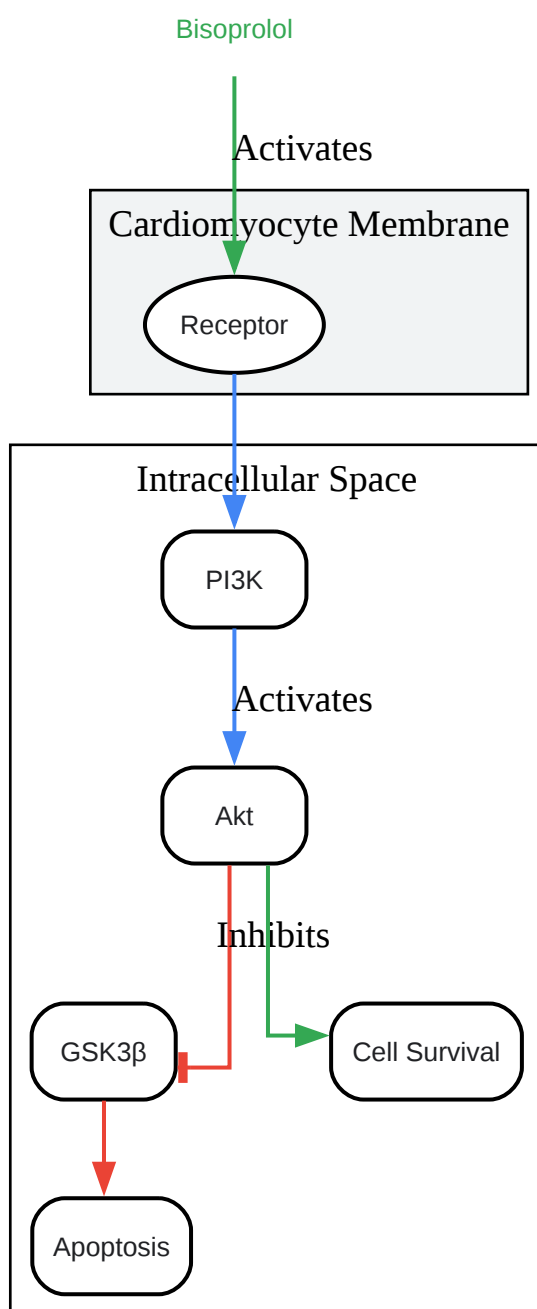 Bisoprolol
Activates
Cardiomyocyte Membrane
Receptor
Intracellular Space
PI3K
Activates
Akt
Inhibits
GSK3β
Cell Survival
Apoptosis